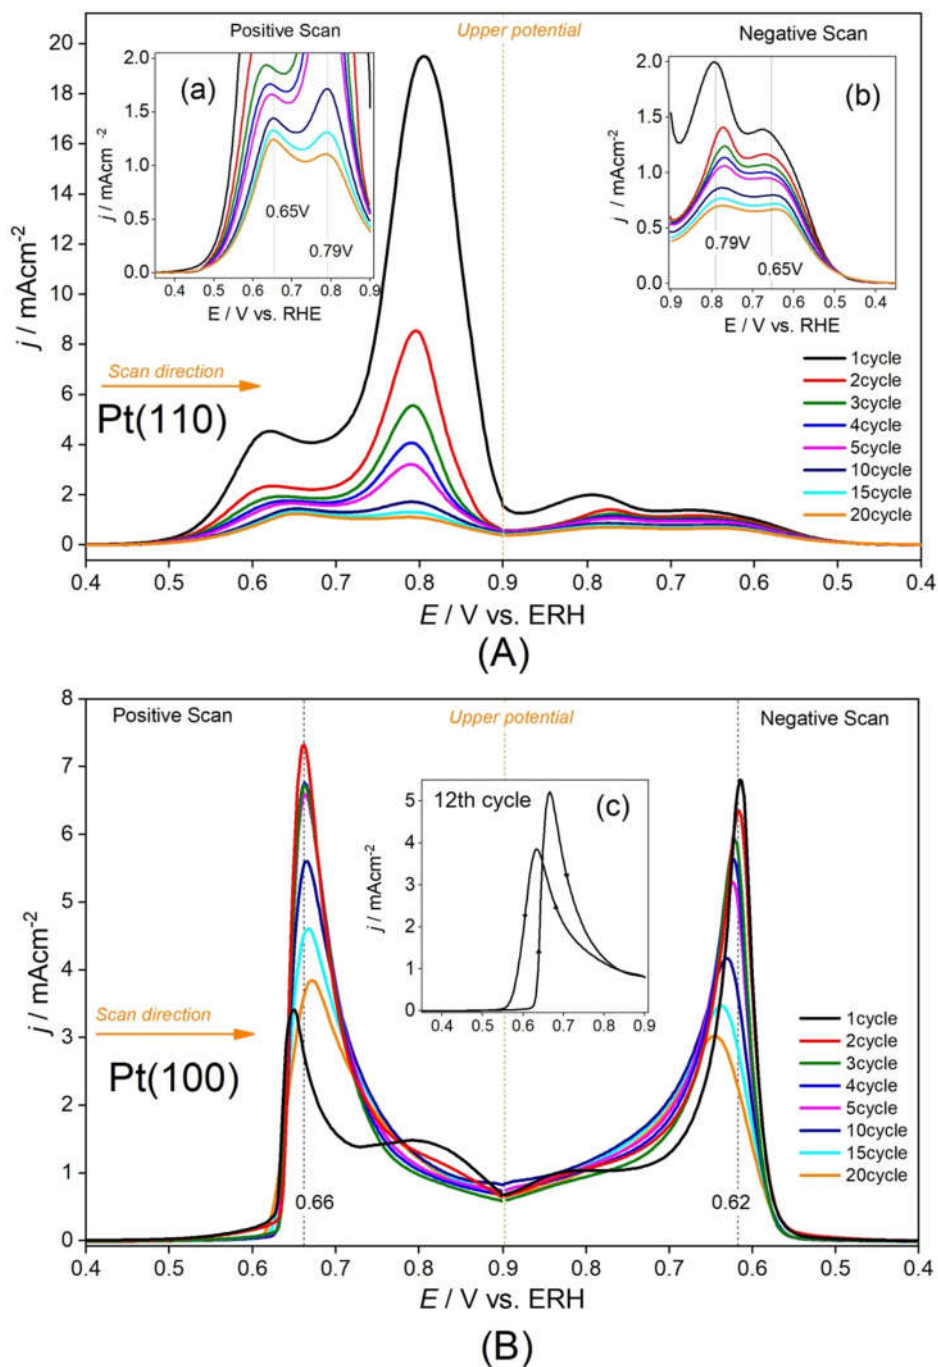 Positive Scan
Upper potential
Negative Scan
(a)
(b)
2.0
1.5
1.0
0.5
0.0
j / mAcm-2
0.65V
0.79V
0.4 0.5 0.6 0.7 0.8 0.9
E / V vs. RHE
2.0
1.5
1.0
0.5
0.0
j / mAcm-2
0.79V
0.65V
0.9 0.8 0.7 0.6 0.5 0.4
E / V vs. RHE
20
18
16
14
12
10
8
6
4
2
0
j / mAcm-2
Scan direction
Pt(110)
1cycle
2cycle
3cycle
4cycle
5cycle
10cycle
15cycle
20cycle
0.4 0.5 0.6 0.7 0.8 0.9 0.8 0.7 0.6 0.5 0.4
E / V vs. ERH
(A)
8
7
6
5
4
3
2
1
0
j / mAcm-2
Positive Scan
Upper potential
Negative Scan
12th cycle
(c)
5
4
3
2
1
0
j / mAcm-2
0.4 0.5 0.6 0.7 0.8 0.9
Scan direction
Pt(100)
1cycle
2cycle
3cycle
4cycle
5cycle
10cycle
15cycle
20cycle
0.66
0.62
0.4 0.5 0.6 0.7 0.8 0.9 0.8 0.7 0.6 0.5 0.4
E / V vs. ERH
(B)